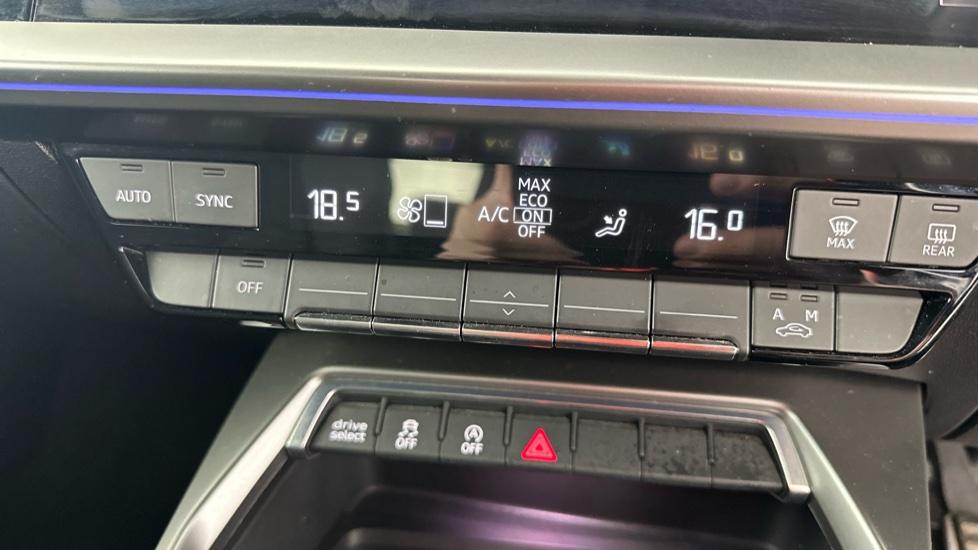 AUTO SYNC
18.5
A/C
MAX
ECO
ON
OFF
16.0
MAX
REAR
OFF
A M
drive
select
OFF
OFF